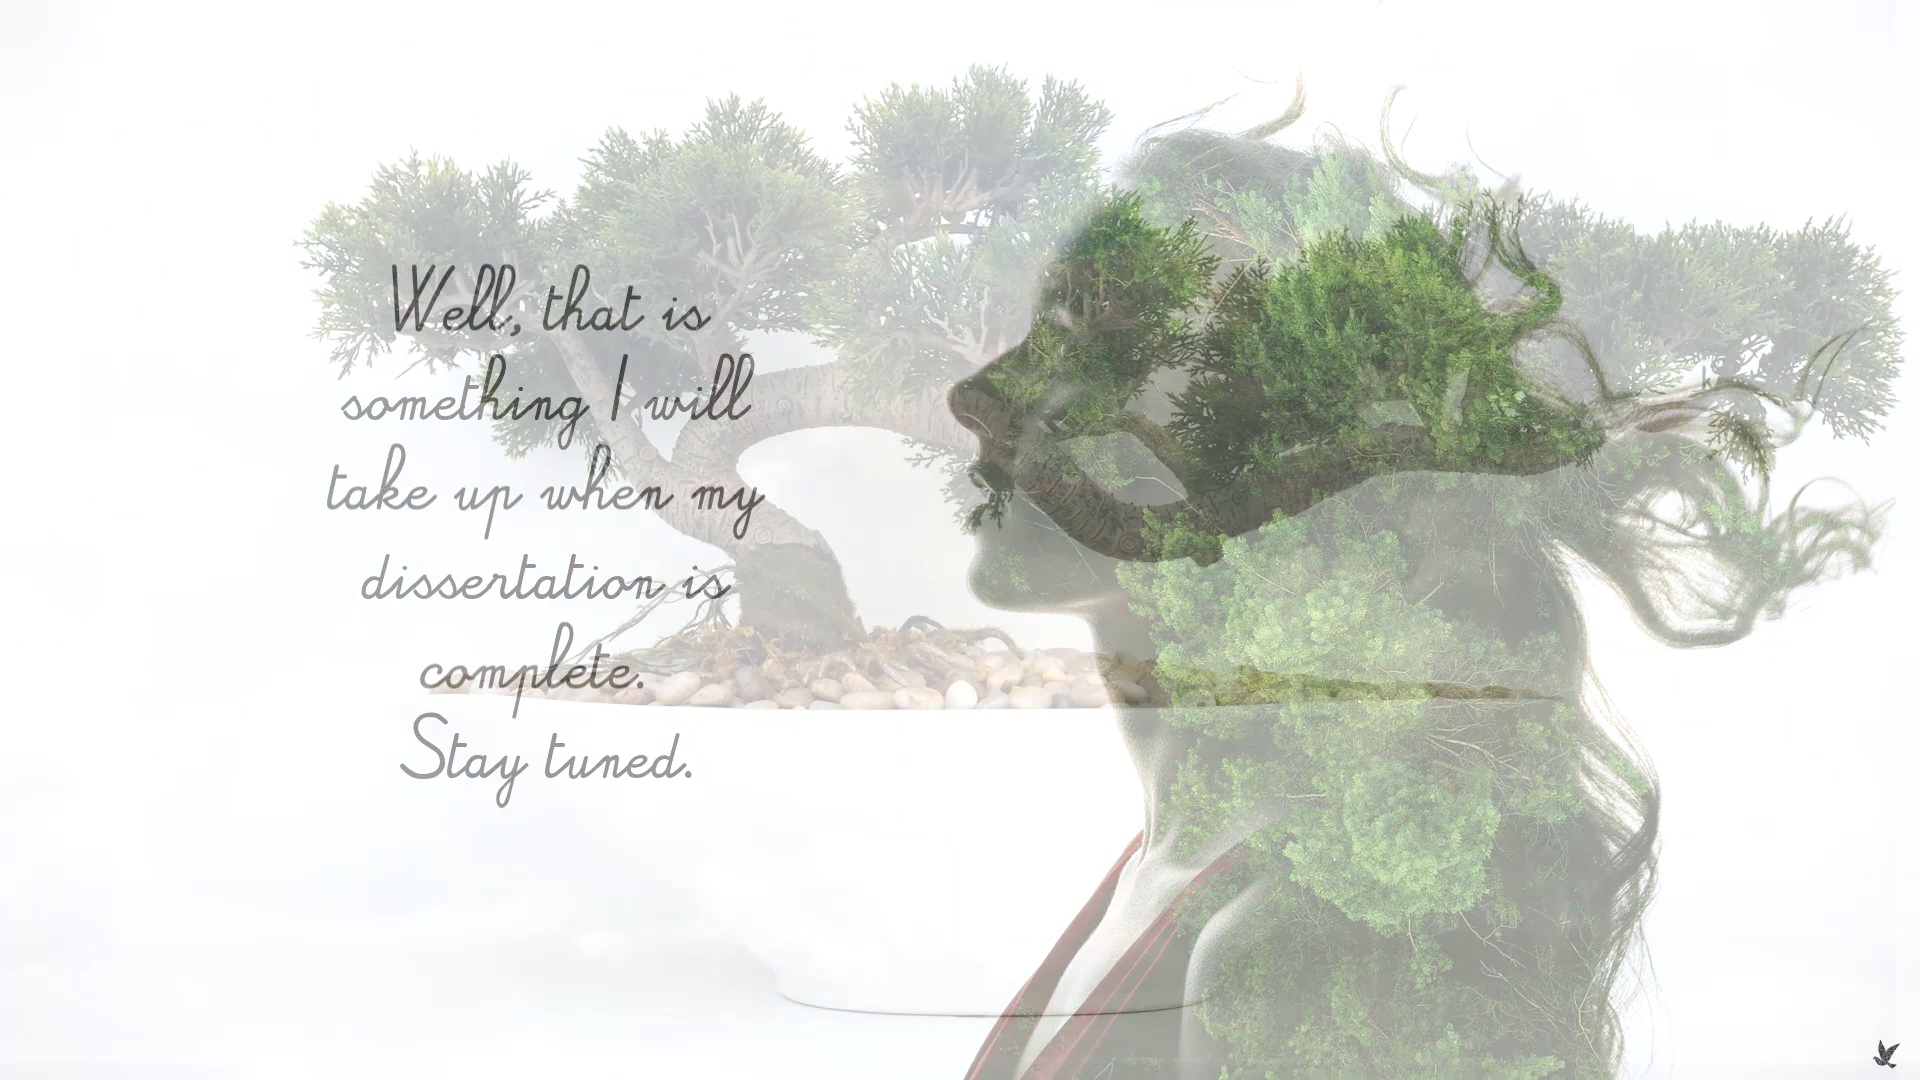 Well, that is
something I will
take up when my
dissertation is
complete.
Stay tuned.